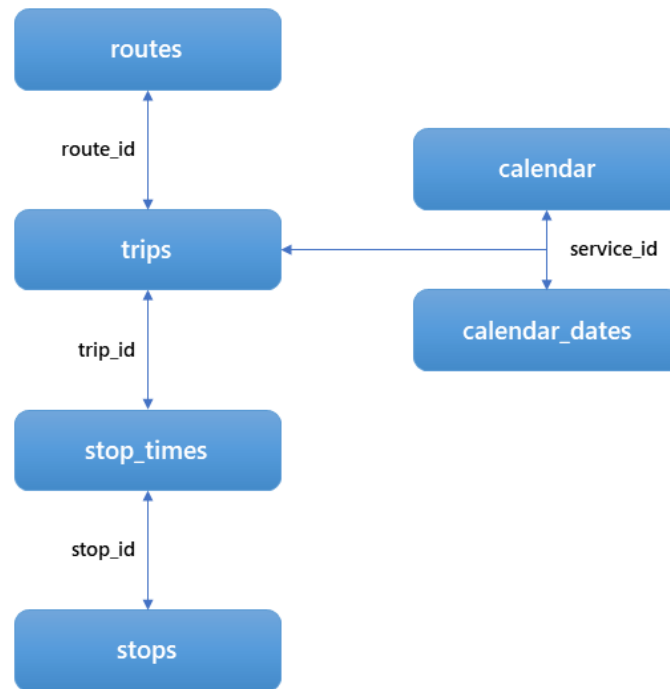 routes
route_id
calendar
trips
service_id
calendar_dates
trip_id
stop_times
stop_id
stops